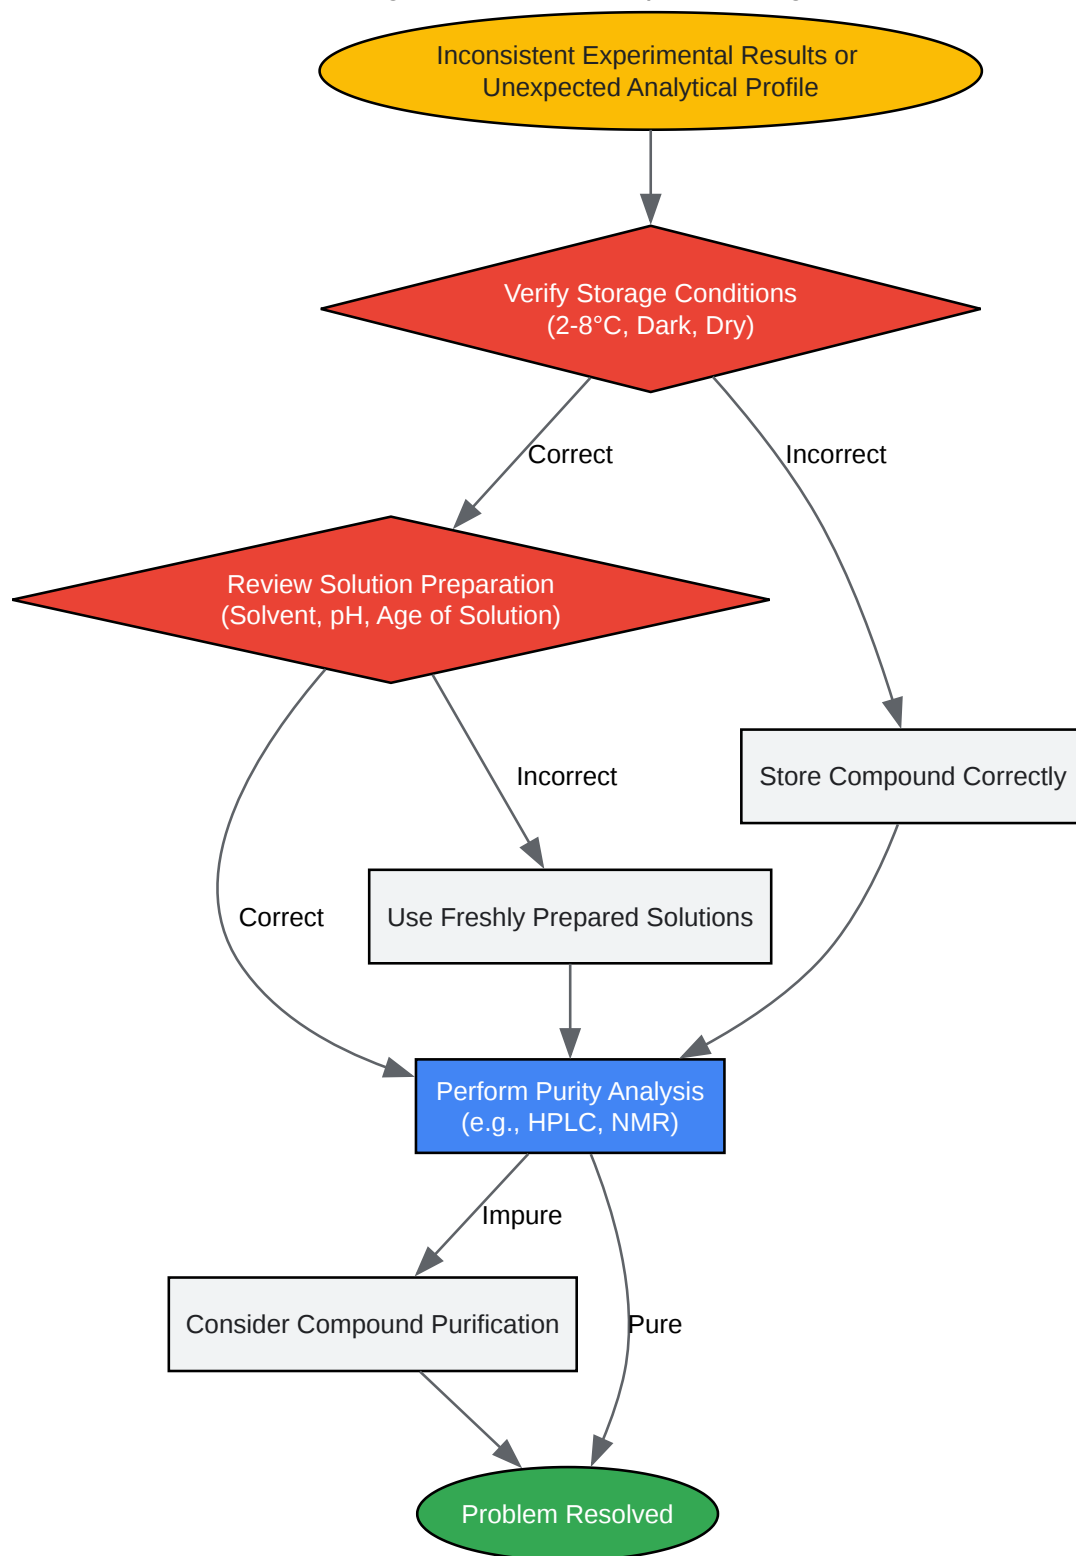 Inconsistent Experimental Results or
Unexpected Analytical Profile
Verify Storage Conditions
(2-8°C, Dark, Dry)
Correct
Incorrect
Review Solution Preparation
(Solvent, pH, Age of Solution)
Store Compound Correctly
Incorrect
Correct
Use Freshly Prepared Solutions
Perform Purity Analysis
(e.g., HPLC, NMR)
Impure
Consider Compound Purification
Pure
Problem Resolved